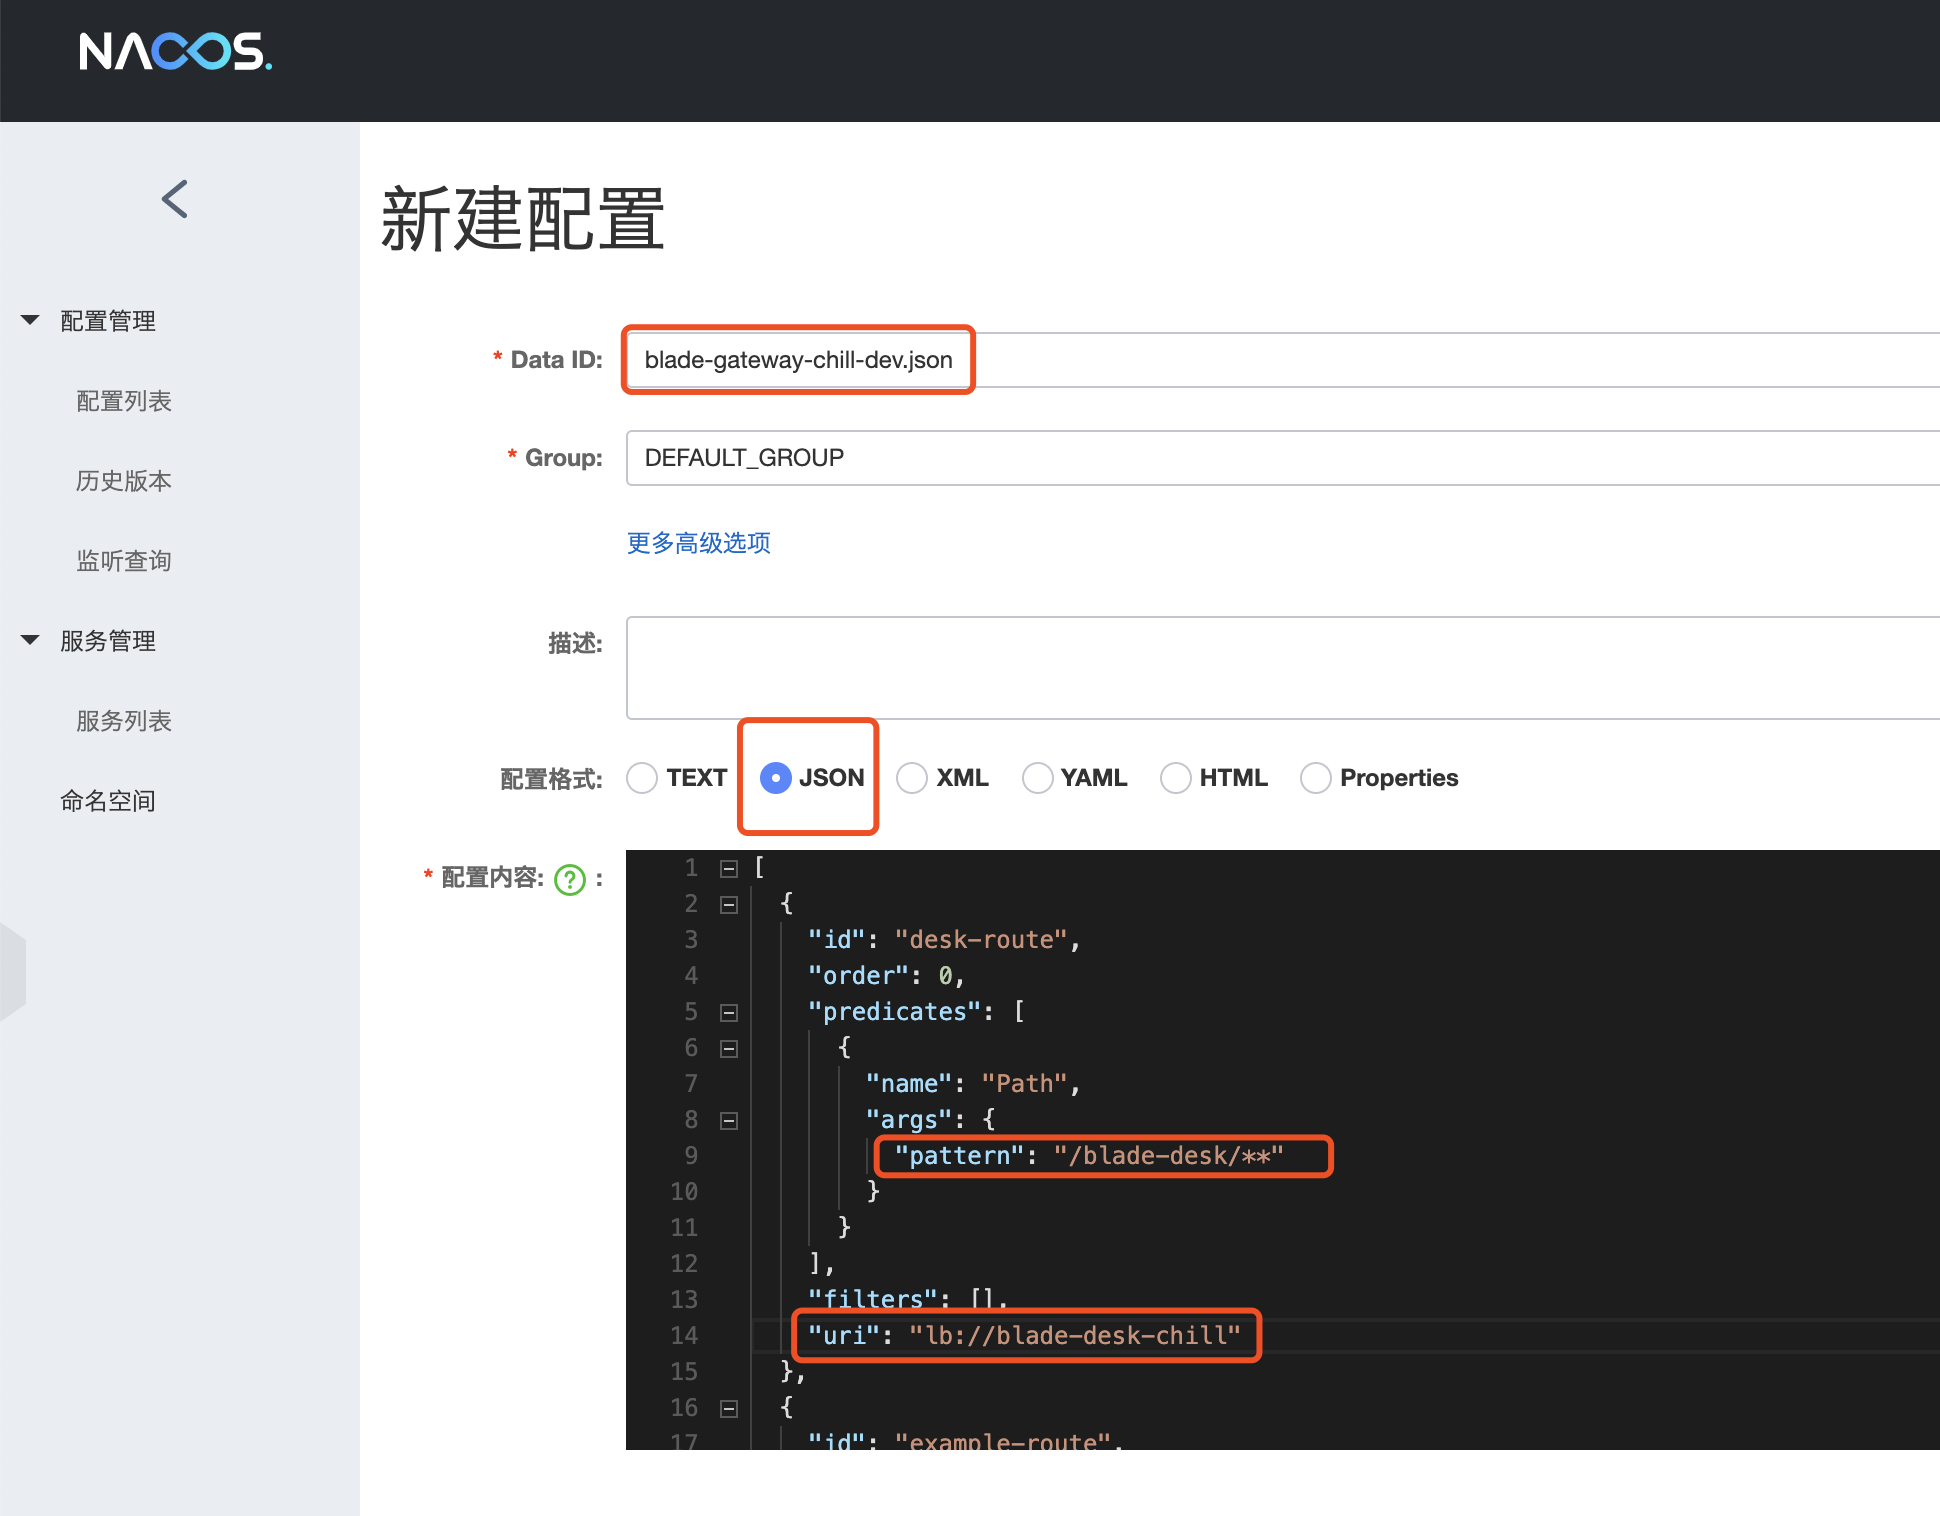 NACOS.
新建配置
配置管理
配置列表
历史版本
监听查询
服务管理
服务列表
命名空间
* Data ID: blade-gateway-chill-dev.json
* Group: DEFAULT_GROUP
更多高级选项
描述:
配置格式: TEXT JSON XML YAML HTML Properties
* 配置内容: ? :
1 [
2 {
3 "id": "desk-route",
4 "order": 0,
5 "predicates": [
6 {
7 "name": "Path",
8 "args": {
9 "pattern": "/blade-desk/**"
10 }
11 }
12 ],
13 "filters": [],
14 "uri": "lb://blade-desk-chill"
15 },
16 {
17 "id": "example-route",